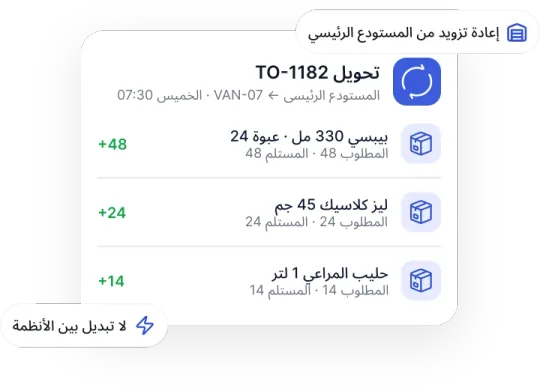 إعادة تزويد من المستودع الرئيسي
تحويل TO-1182
المستودع الرئيسي ← VAN-07 · الخميس 07:30
بيبسي 330 مل · عبوة 24
المطلوب 48 · المستلم 48
+48
ليز كلاسيك 45 جم
المطلوب 24 · المستلم 24
+24
حليب المراعي 1 لتر
المطلوب 14 · المستلم 14
+14
لا تبديل بين الأنظمة